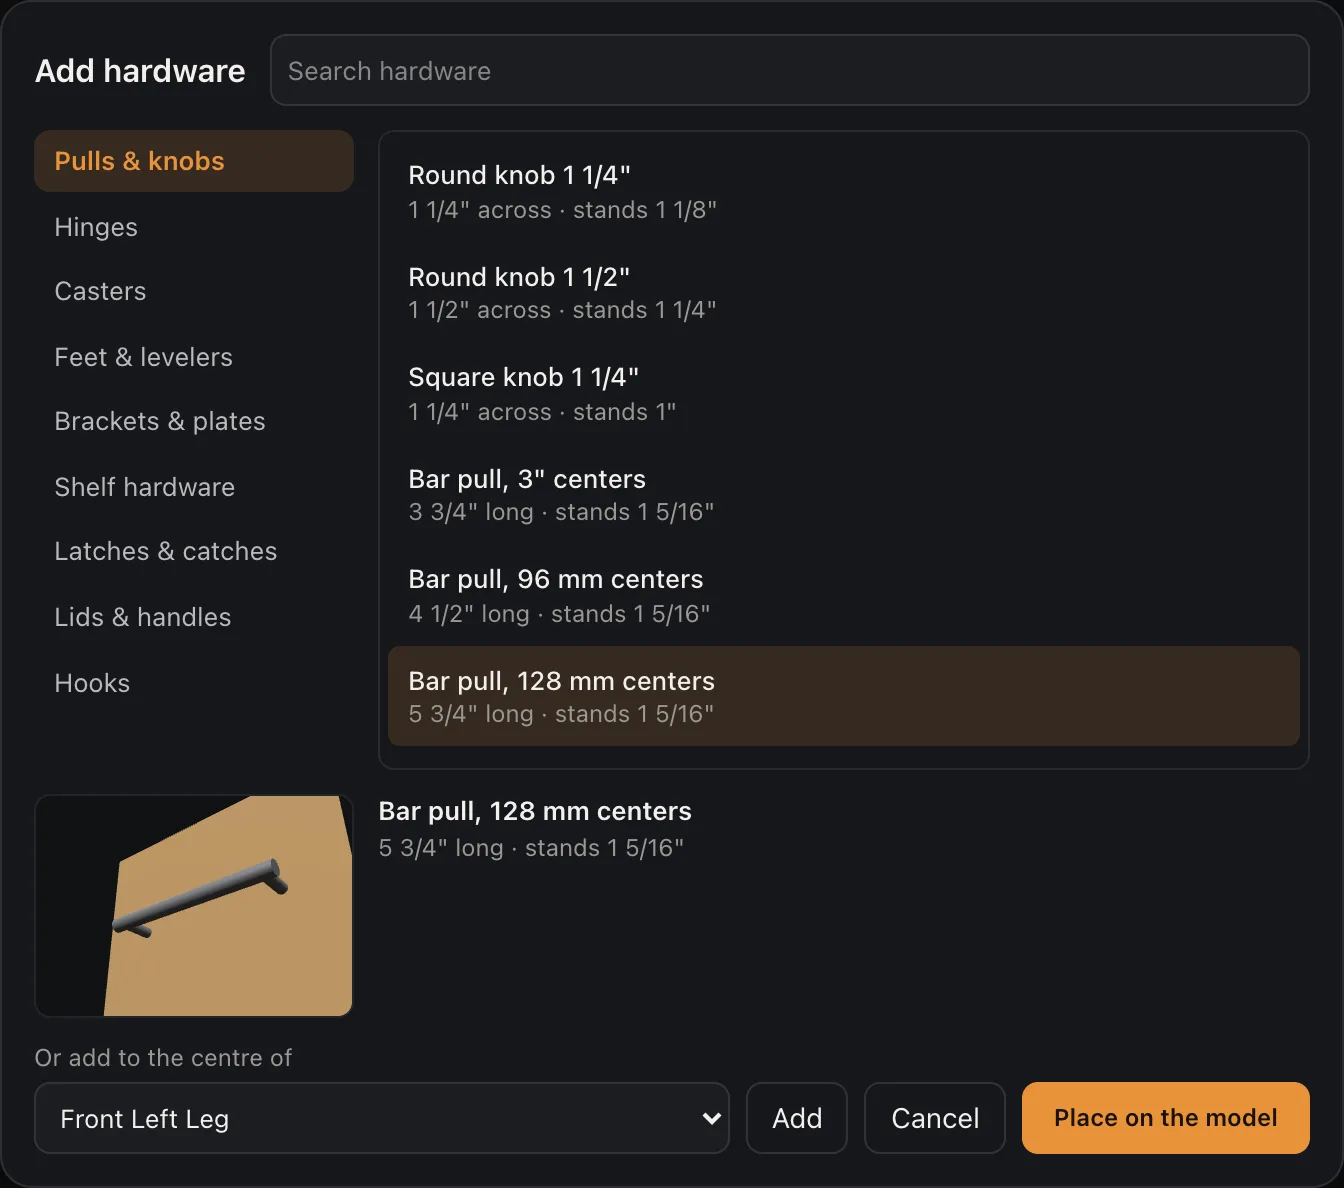 Add hardware
Search hardware
Pulls & knobs
Hinges
Casters
Feet & levelers
Brackets & plates
Shelf hardware
Latches & catches
Lids & handles
Hooks
Round knob 1 1/4"
1 1/4" across · stands 1 1/8"
Round knob 1 1/2"
1 1/2" across · stands 1 1/4"
Square knob 1 1/4"
1 1/4" across · stands 1"
Bar pull, 3" centers
3 3/4" long · stands 1 5/16"
Bar pull, 96 mm centers
4 1/2" long · stands 1 5/16"
Bar pull, 128 mm centers
5 3/4" long · stands 1 5/16"
Bar pull, 128 mm centers
5 3/4" long · stands 1 5/16"
Or add to the centre of
Front Left Leg
Add
Cancel
Place on the model